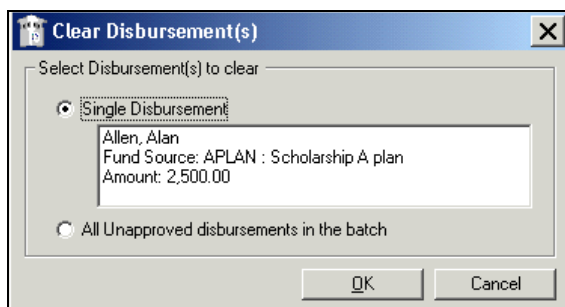 Clear Disbursement(s)
Select Disbursement(s) to clear
Single Disbursement
Allen, Alan
Fund Source: APLAN : Scholarship A plan
Amount: 2,500.00
All Unapproved disbursements in the batch
OK
Cancel